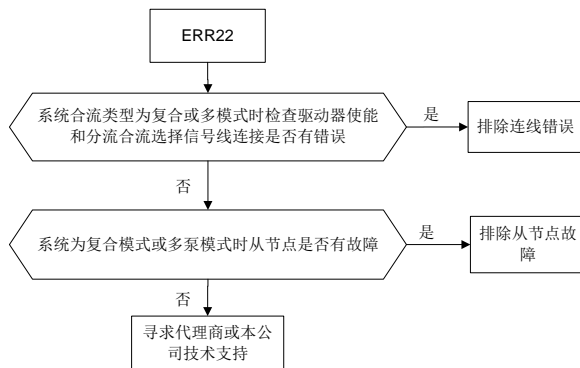 ERR22
系统合流类型为复合或多模式时检查驱动器使能
和分流合流选择信号线连接是否有错误
是
排除连线错误
否
系统为复合模式或多泵模式时从节点是否有故障
是
排除从节点故
障
否
寻求代理商或本公
司技术支持